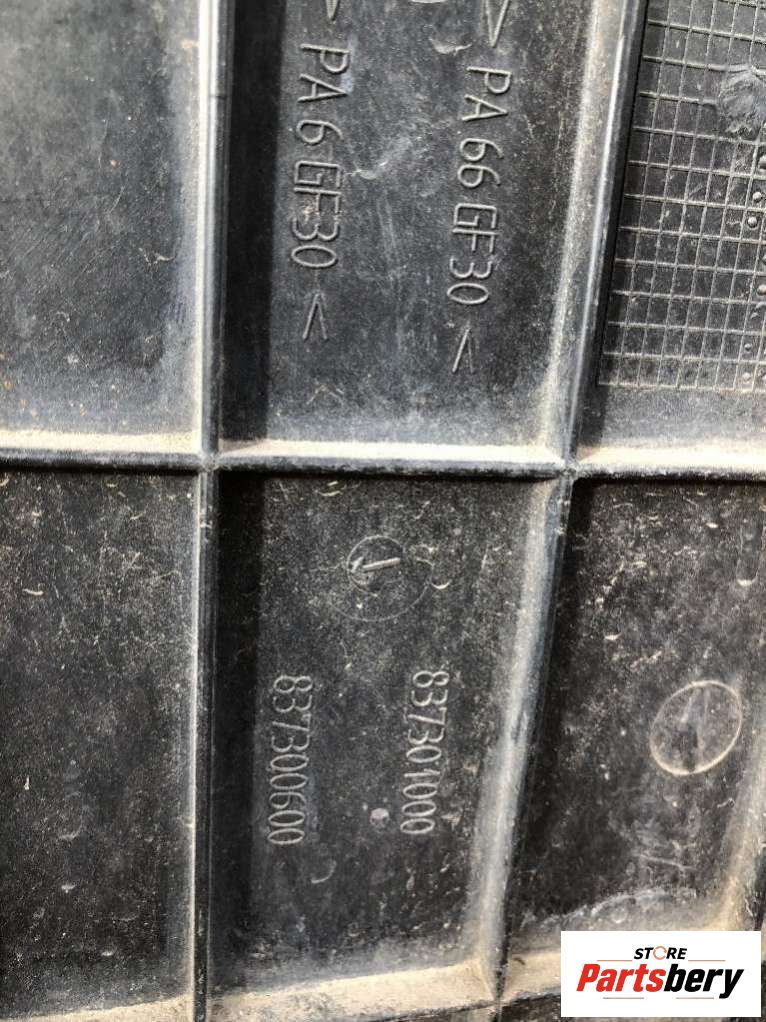 > PA 66 GF30 <
> PA 6 GF30 <
837301000
837300600
STORE
Partsbery